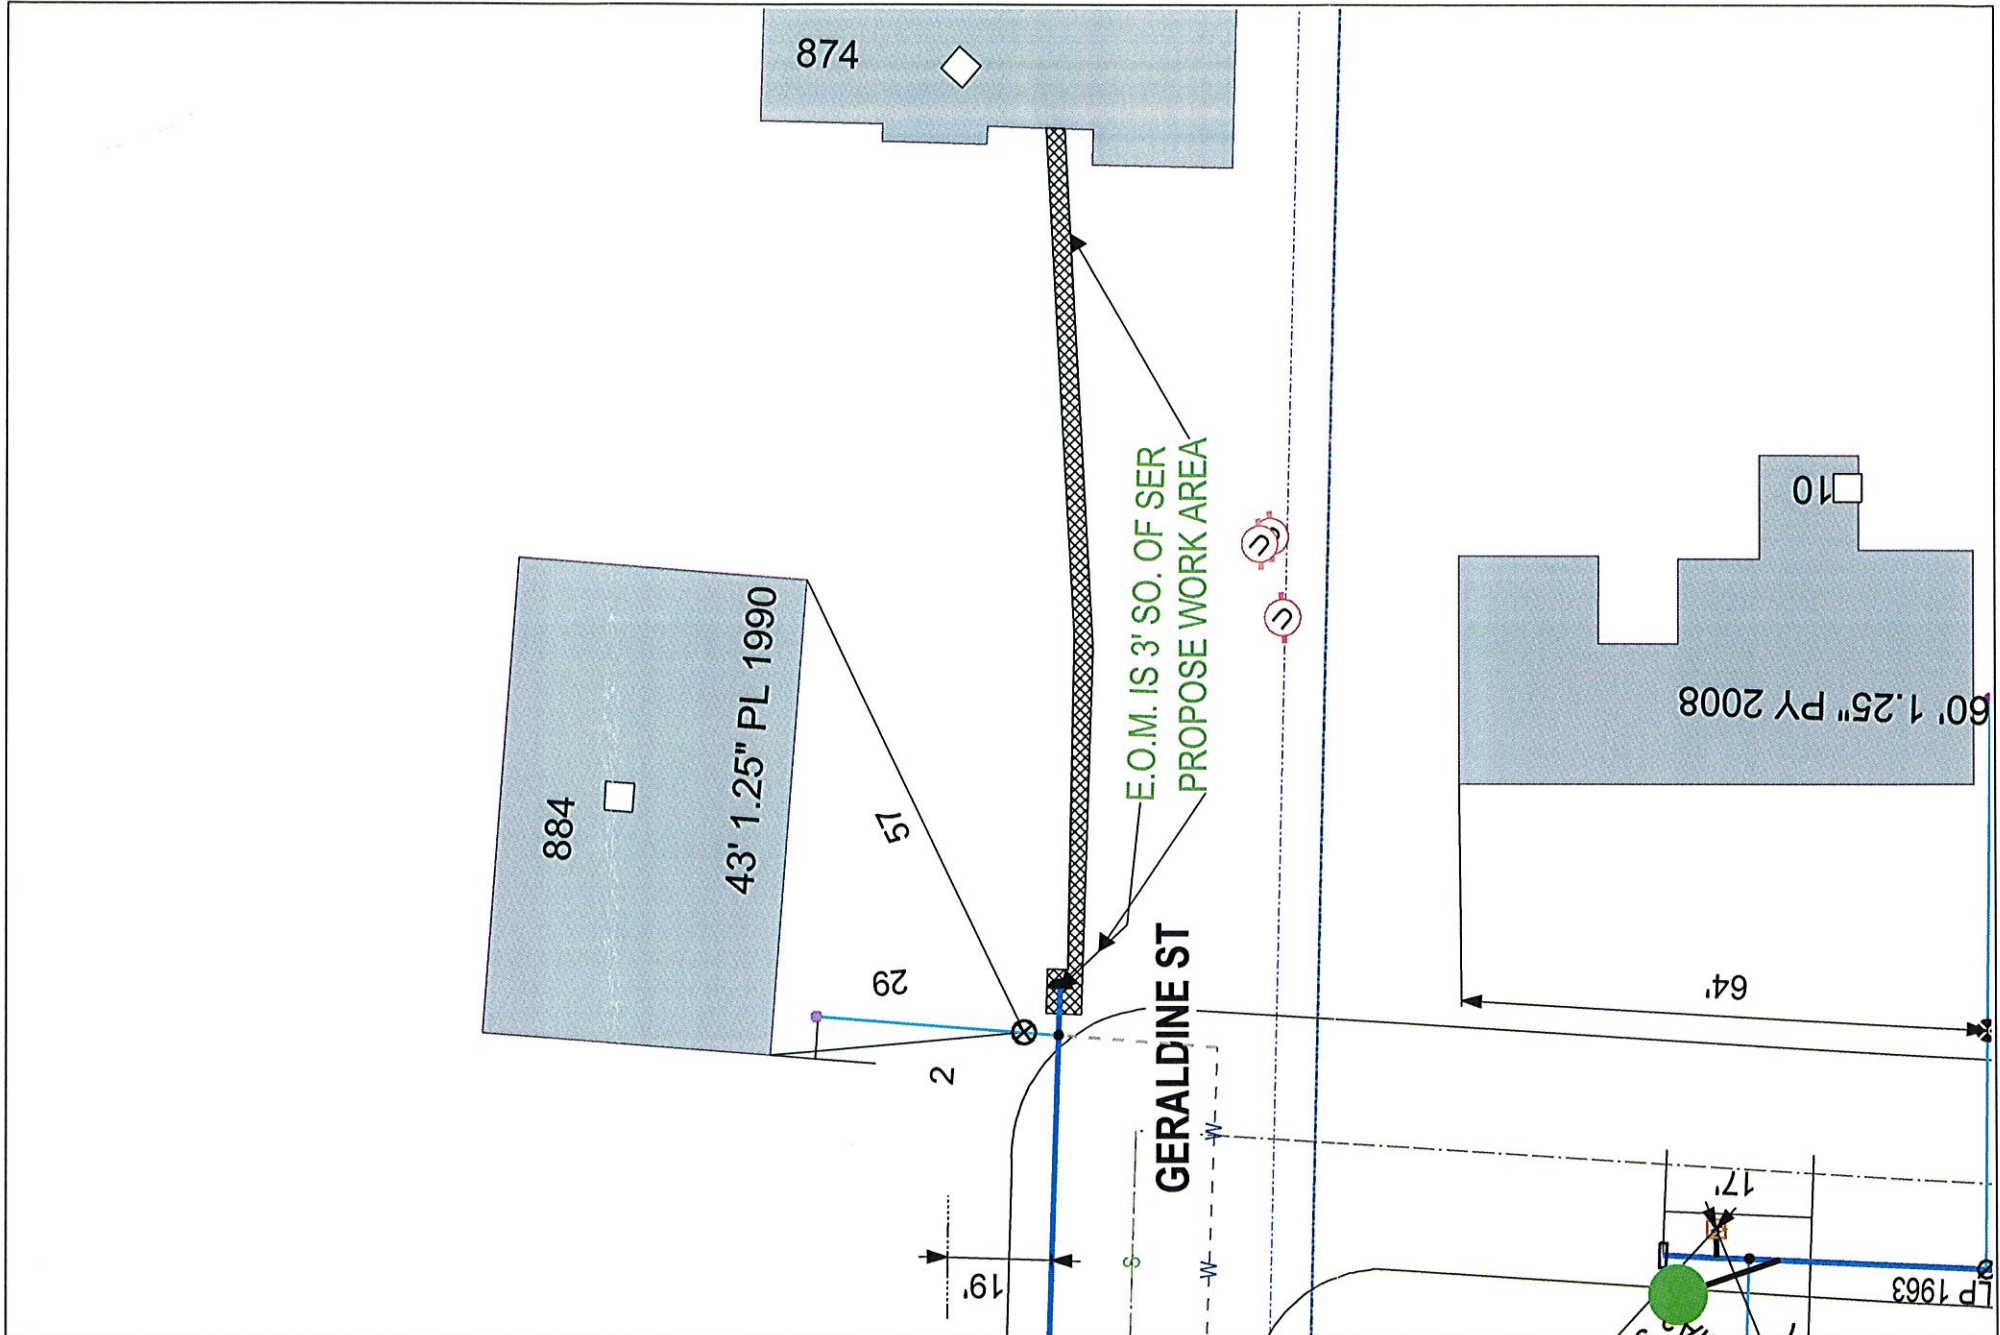 874
884
43' 1.25" PL 1990
57
29
2
E.O.M. IS 3' SO. OF SER
PROPOSE WORK AREA
GERALDINE ST
U
U
10
60' 1.25" PY 2008
64'
17'
19'
S
W
W
LP 1963